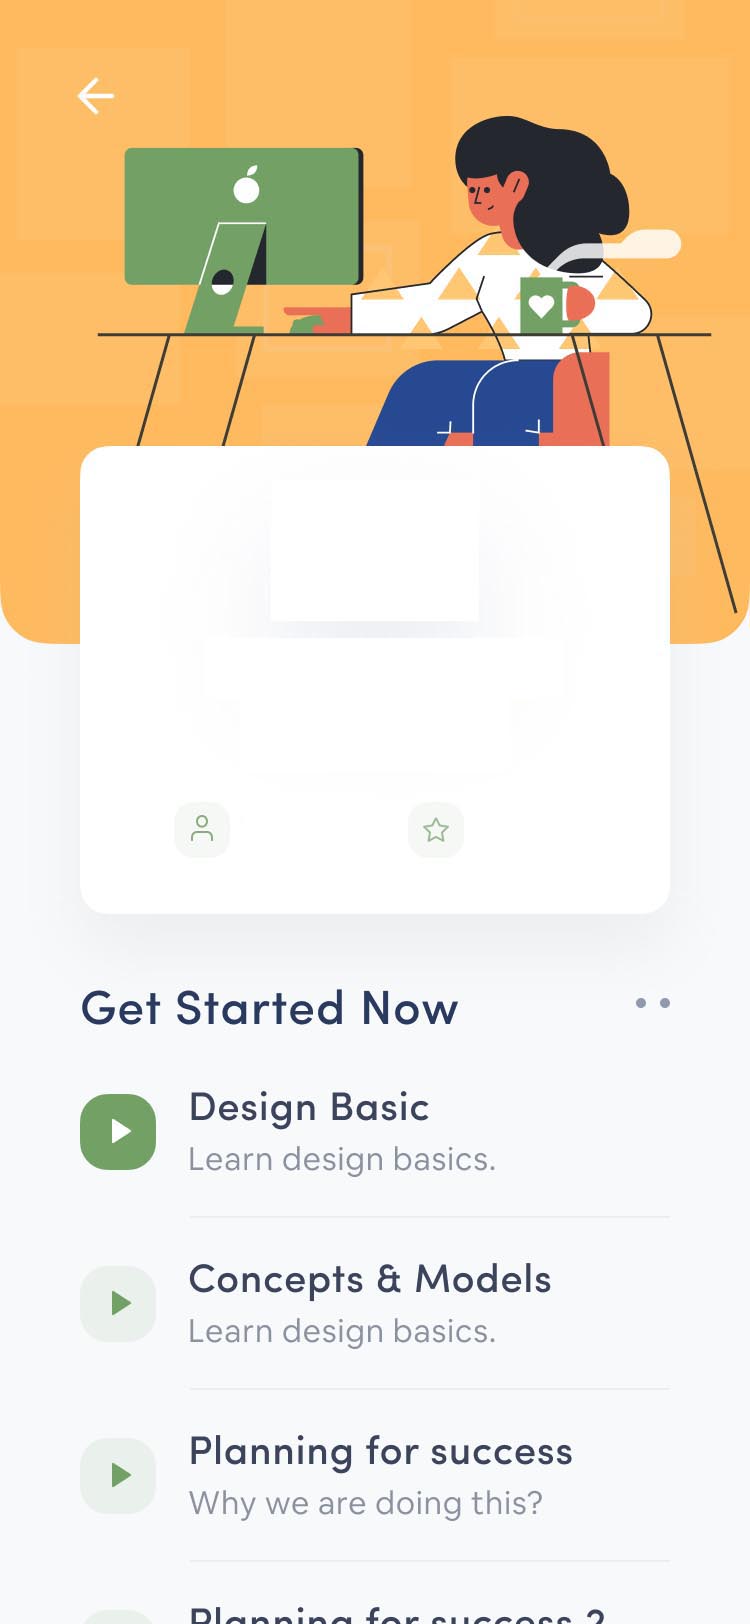 Get Started Now
Design Basic
Learn design basics.
Concepts & Models
Learn design basics.
Planning for success
Why we are doing this?
Planning for success 2